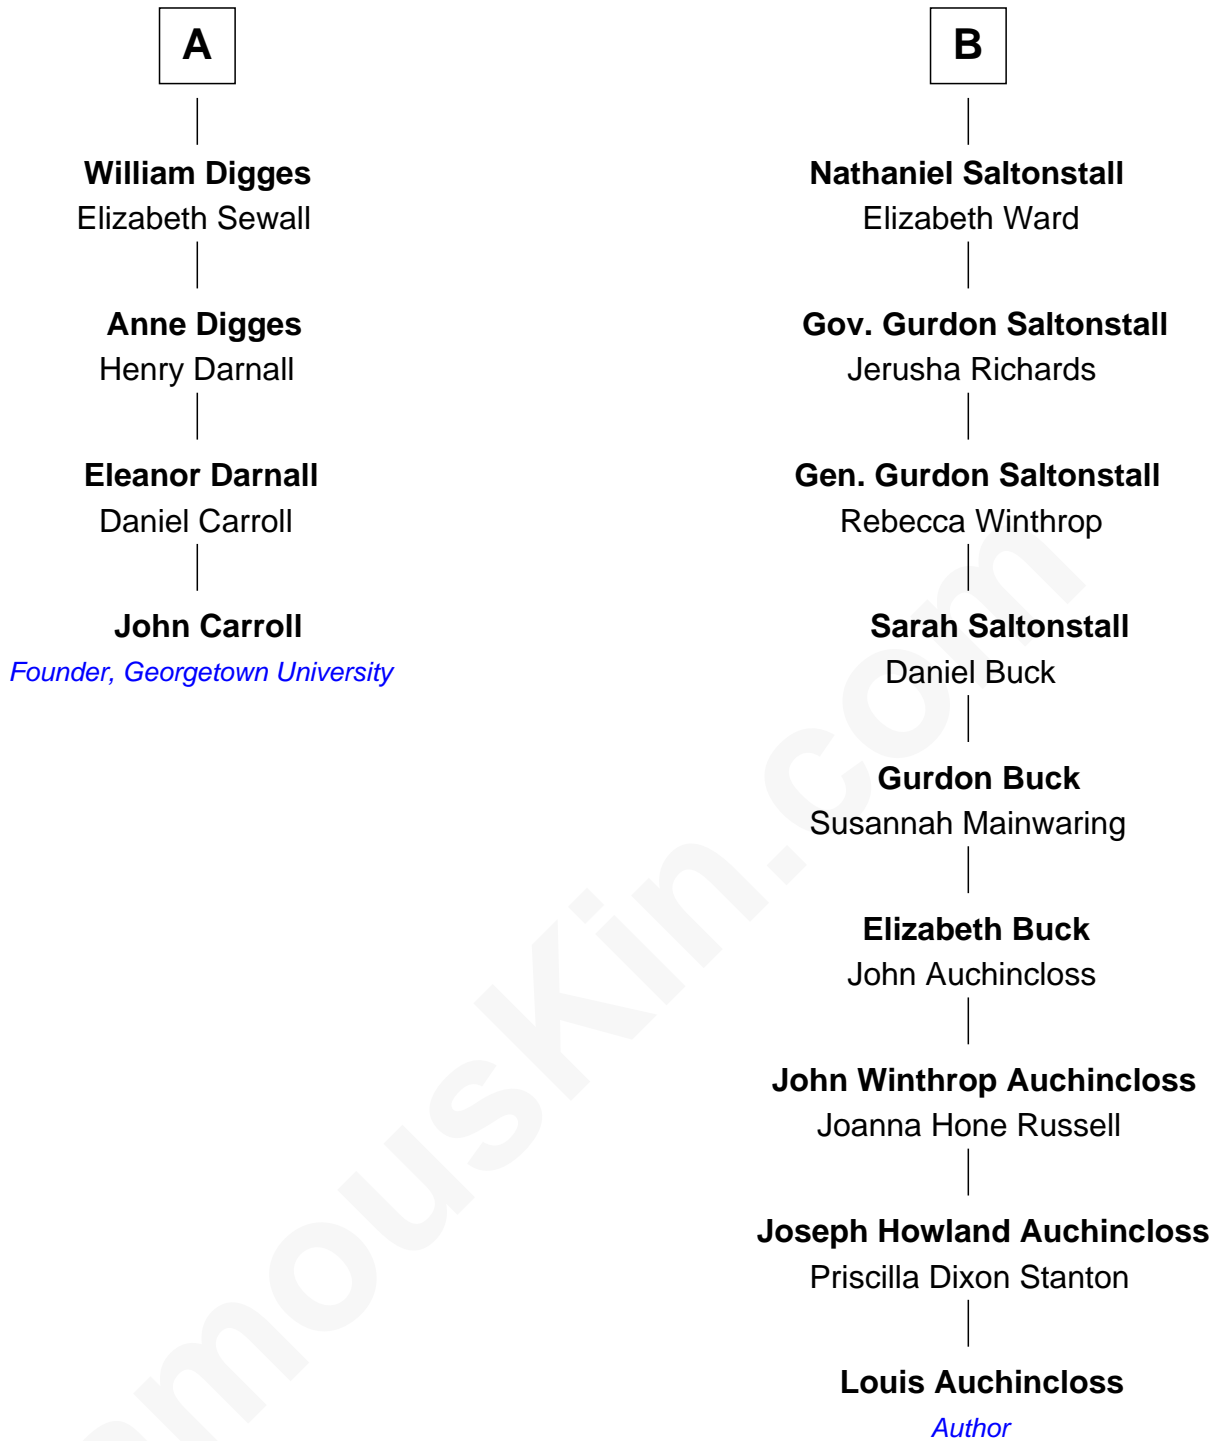 A
William Digges
Elizabeth Sewall
Anne Digges
Henry Darnall
Eleanor Darnall
Daniel Carroll
John Carroll
Founder, Georgetown University
B
Nathaniel Saltonstall
Elizabeth Ward
Gov. Gurdon Saltonstall
Jerusha Richards
Gen. Gurdon Saltonstall
Rebecca Winthrop
Sarah Saltonstall
Daniel Buck
Gurdon Buck
Susannah Mainwaring
Elizabeth Buck
John Auchincloss
John Winthrop Auchincloss
Joanna Hone Russell
Joseph Howland Auchincloss
Priscilla Dixon Stanton
Louis Auchincloss
Author
amouskin.com